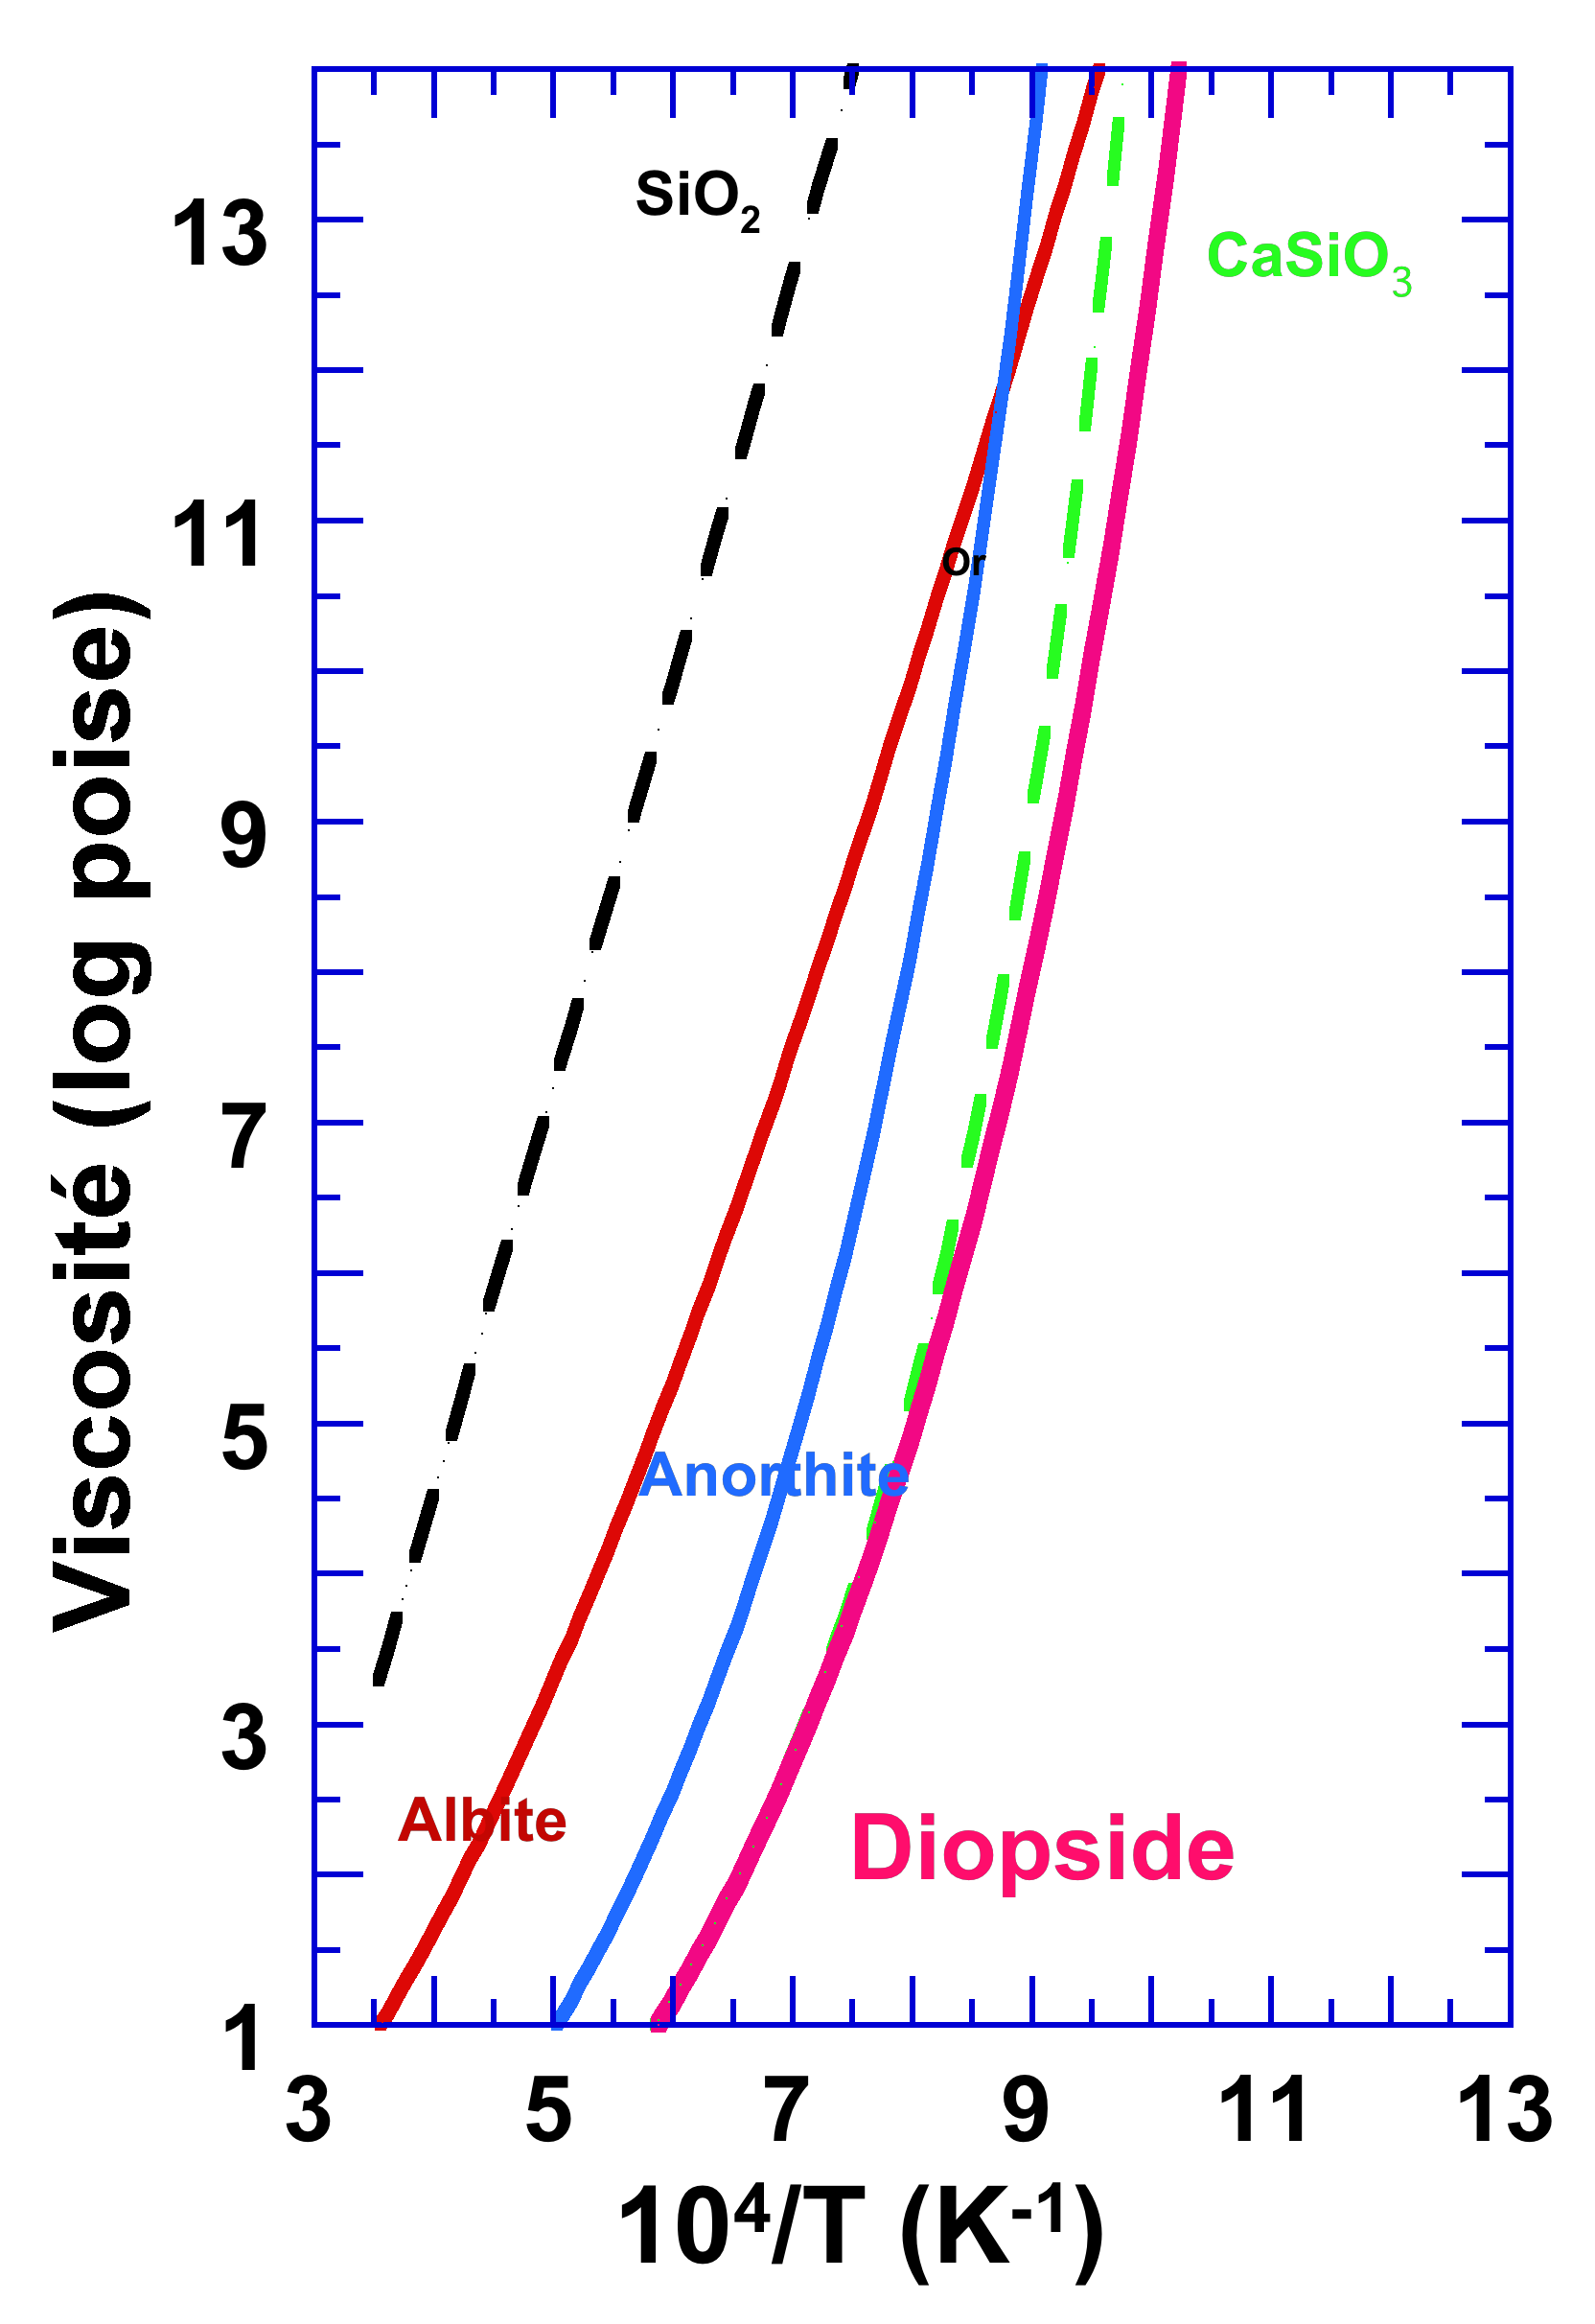 SiO₂
CaSiO₃
13
11
or
9
7
5
3
1
Viscosité (log poise)
Anorthite
Albite
Diopside
3 5 7 9 11 13
10⁴/T (K⁻¹)